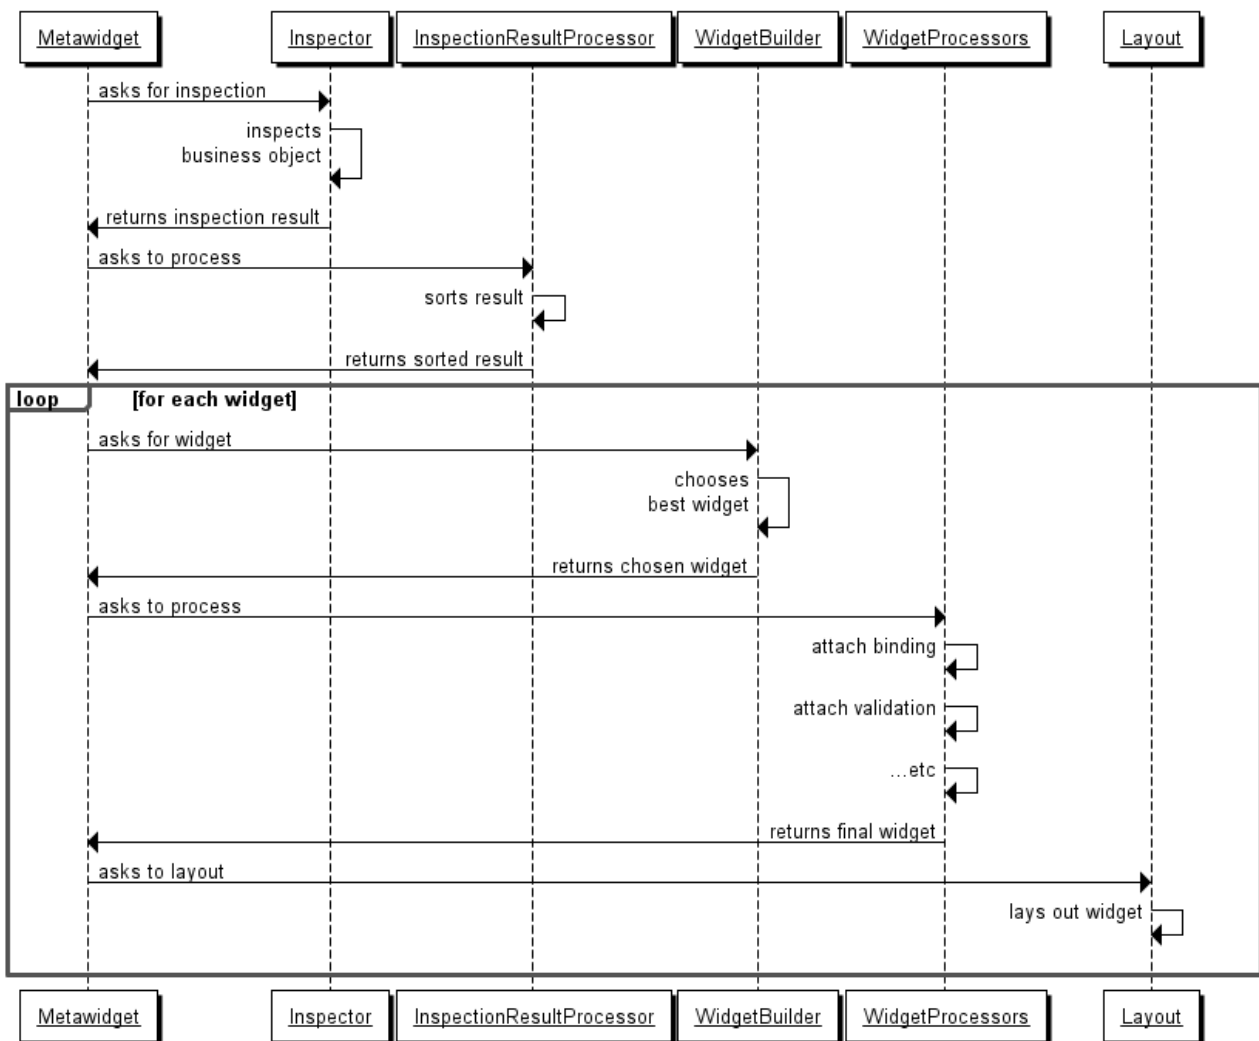 Metawidget
Inspector
InspectionResultProcessor
WidgetBuilder
WidgetProcessors
Layout
asks for inspection
inspects
business object
returns inspection result
asks to process
sorts result
returns sorted result
loop
[for each widget]
asks for widget
chooses
best widget
returns chosen widget
asks to process
attach binding
attach validation
...etc
returns final widget
asks to layout
lays out widget
Metawidget
Inspector
InspectionResultProcessor
WidgetBuilder
WidgetProcessors
Layout